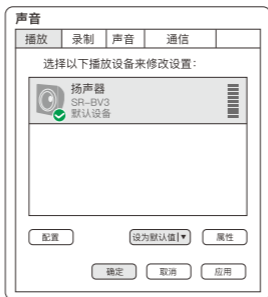 声音
播放 录制 声音 通信
选择以下播放设备来修改设置：
扬声器
SR-BV3
默认设备
配置 设为默认值 属性
确定 取消 应用